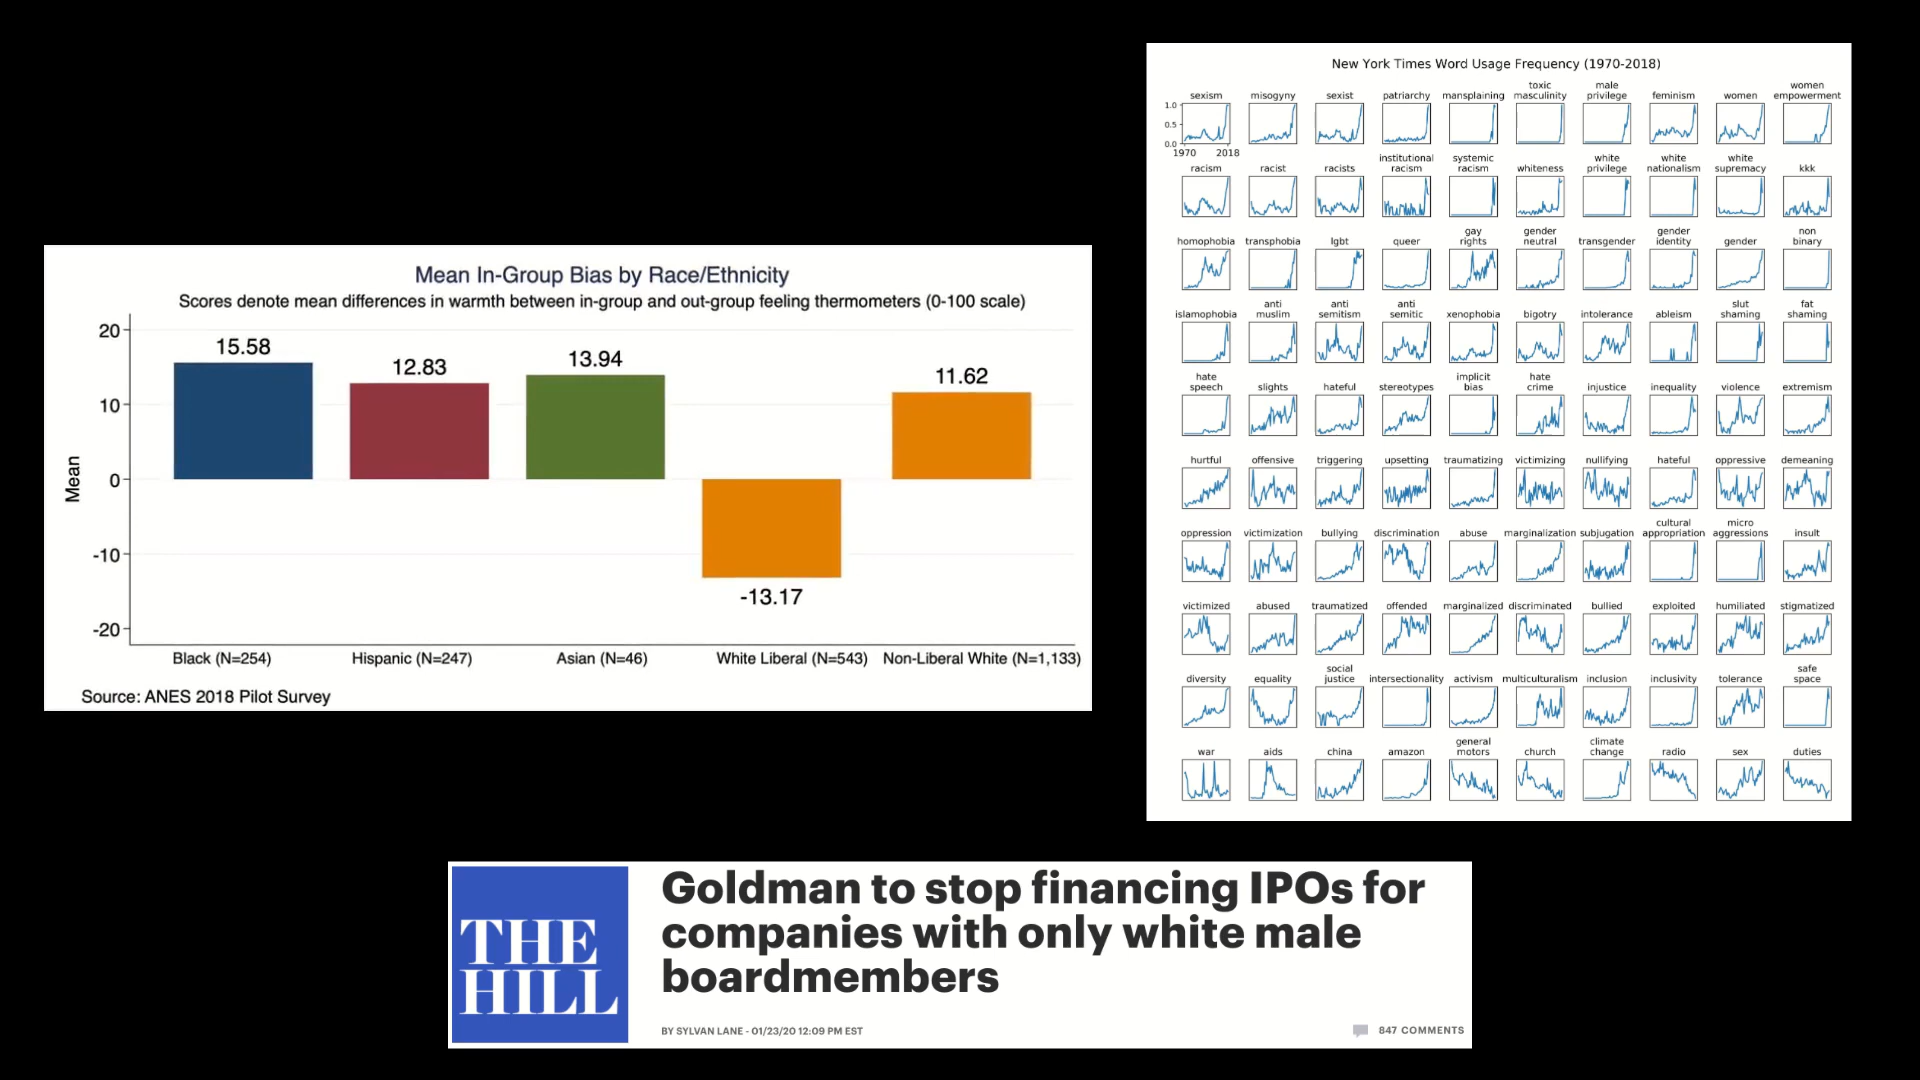 Mean In-Group Bias by Race/Ethnicity
Scores denote mean differences in warmth between in-group and out-group feeling thermometers (0-100 scale)
Mean
20
10
0
-10
-20
15.58
12.83
13.94
-13.17
11.62
Black (N=254) Hispanic (N=247) Asian (N=46) White Liberal (N=543) Non-Liberal White (N=1,133)
Source: ANES 2018 Pilot Survey
New York Times Word Usage Frequency (1970-2018)
sexism misogyny sexist patriarchy mansplaining toxic masculinity male privilege feminism women women empowerment
1.0
0.5
0.0
1970 2018
racism racist racists institutional racism systemic racism whiteness white privilege white nationalism white supremacy kkk
homophobia transphobia lgbt queer gay rights gender neutral transgender gender identity gender non binary
islamophobia anti muslim anti semitism anti semitic xenophobia bigotry intolerance ableism slut shaming fat shaming
hate speech slights hateful stereotypes implicit bias hate crime injustice inequality violence extremism
hurtful offensive triggering upsetting traumatizing victimizing nullifying hateful oppressive demeaning
oppression victimization bullying discrimination abuse marginalization subjugation cultural appropriation micro aggressions insult
victimized abused traumatized offended marginalized discriminated bullied exploited humiliated stigmatized
diversity equality social justice intersectionality activism multiculturalism inclusion inclusivity tolerance safe space
war aids china amazon general motors church climate change radio sex duties
THE
HILL
Goldman to stop financing IPOs for
companies with only white male
boardmembers
BY SYLVAN LANE - 01/23/20 12:09 PM EST
847 COMMENTS